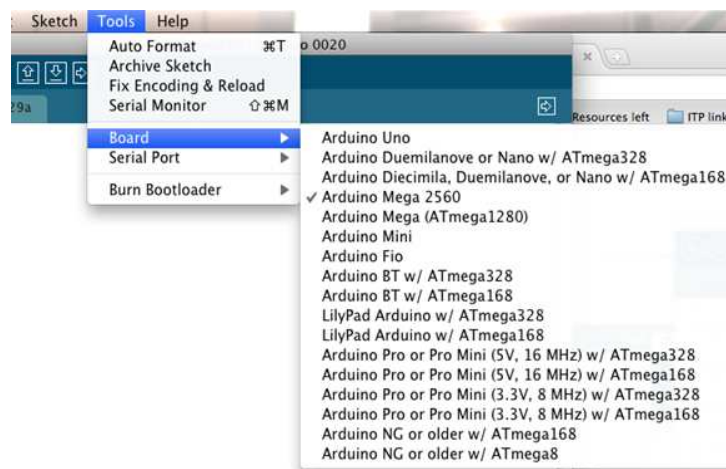 Sketch Tools Help
o 0020
Auto Format ⌘T
Archive Sketch
Fix Encoding & Reload
Serial Monitor ⇧⌘M
29a
Resources left ITP link
Board
Serial Port
Burn Bootloader
Arduino Uno
Arduino Duemilanove or Nano w/ ATmega328
Arduino Diecimila, Duemilanove, or Nano w/ ATmega168
✓ Arduino Mega 2560
Arduino Mega (ATmega1280)
Arduino Mini
Arduino Fio
Arduino BT w/ ATmega328
Arduino BT w/ ATmega168
LilyPad Arduino w/ ATmega328
LilyPad Arduino w/ ATmega168
Arduino Pro or Pro Mini (5V, 16 MHz) w/ ATmega328
Arduino Pro or Pro Mini (5V, 16 MHz) w/ ATmega168
Arduino Pro or Pro Mini (3.3V, 8 MHz) w/ ATmega328
Arduino Pro or Pro Mini (3.3V, 8 MHz) w/ ATmega168
Arduino NG or older w/ ATmega168
Arduino NG or older w/ ATmega8